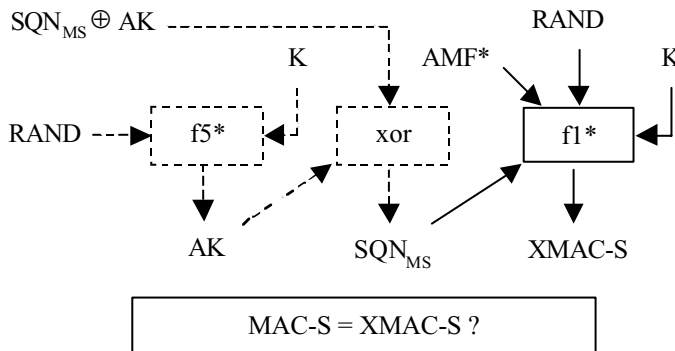 SQN_MS ⊕ AK
RAND
K
AMF*
K
RAND
f5*
xor
f1*
AK
SQN_MS
XMAC-S
MAC-S = XMAC-S ?